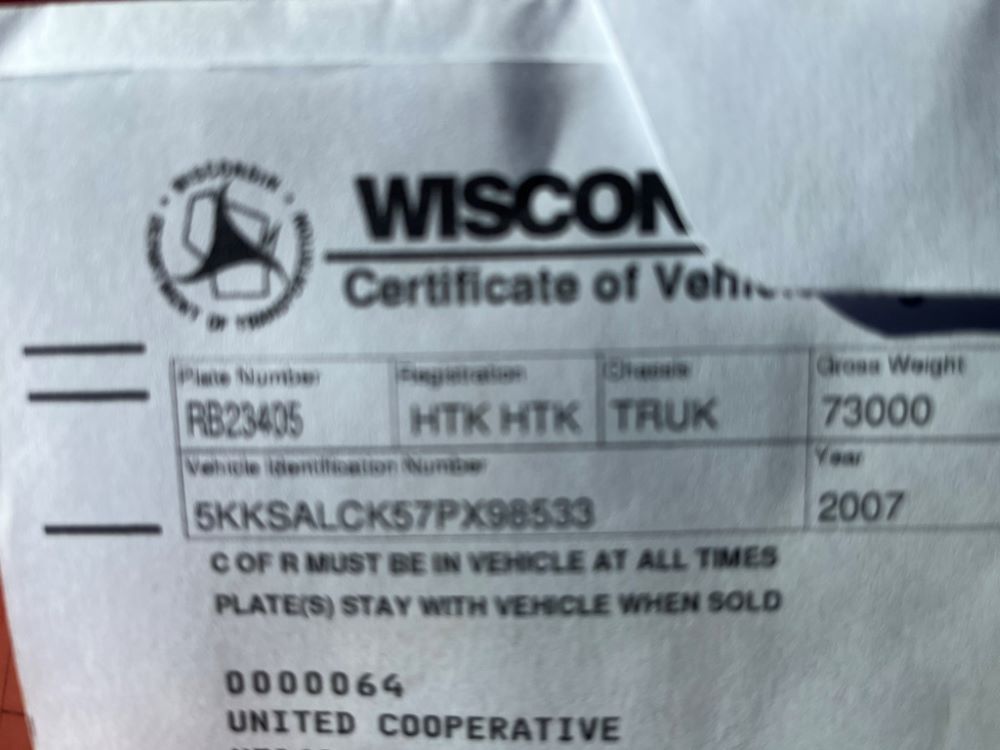 WISCON
Certificate of Vehic
Plate Number Registration Chassis Gross Weight
RB23405 HTK HTK TRUK 73000
Vehicle Identification Number Year
5KKSALCK57PX98533 2007
C OF R MUST BE IN VEHICLE AT ALL TIMES
PLATE(S) STAY WITH VEHICLE WHEN SOLD
0000064
UNITED COOPERATIVE